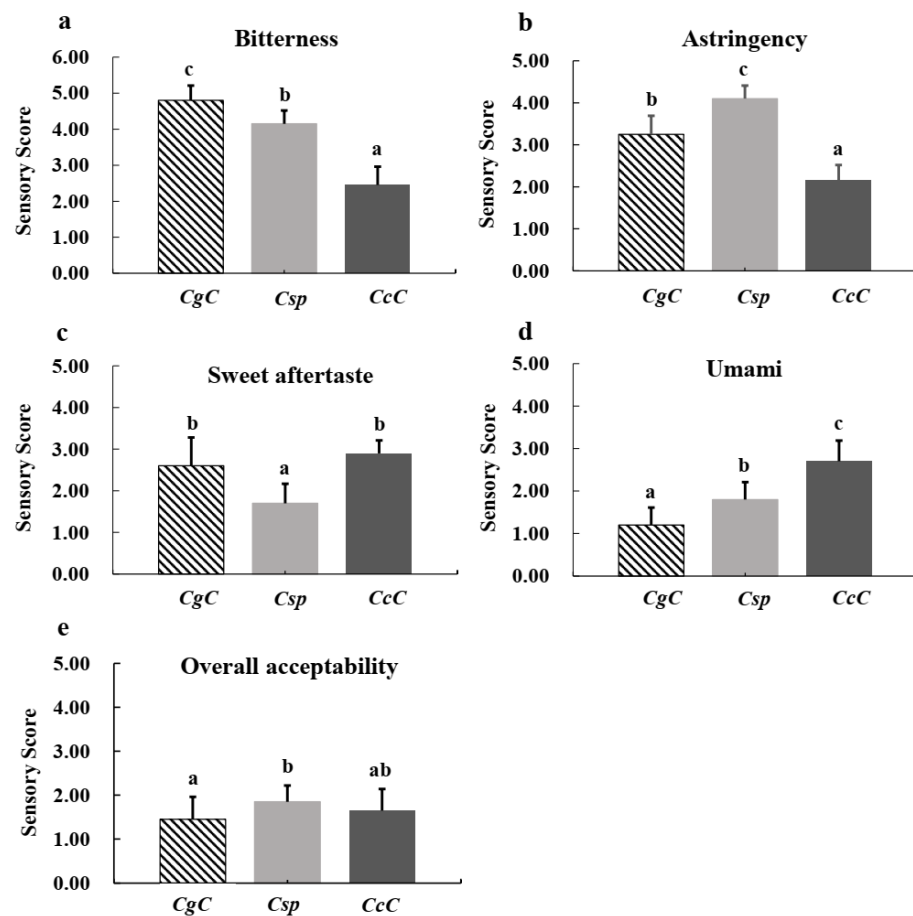 a
Bitterness
6.00
5.00
4.00
3.00
2.00
1.00
0.00
Sensory Score
c
b
a
CgC
Csp
CcC
b
Astringency
5.00
4.00
3.00
2.00
1.00
0.00
Sensory Score
b
c
a
CgC
Csp
CcC
c
Sweet aftertaste
5.00
4.00
3.00
2.00
1.00
0.00
Sensory Score
b
a
b
CgC
Csp
CcC
d
Umami
5.00
4.00
3.00
2.00
1.00
0.00
Sensory Score
a
b
c
CgC
Csp
CcC
e
Overall acceptability
5.00
4.00
3.00
2.00
1.00
0.00
Sensory Score
a
b
ab
CgC
Csp
CcC